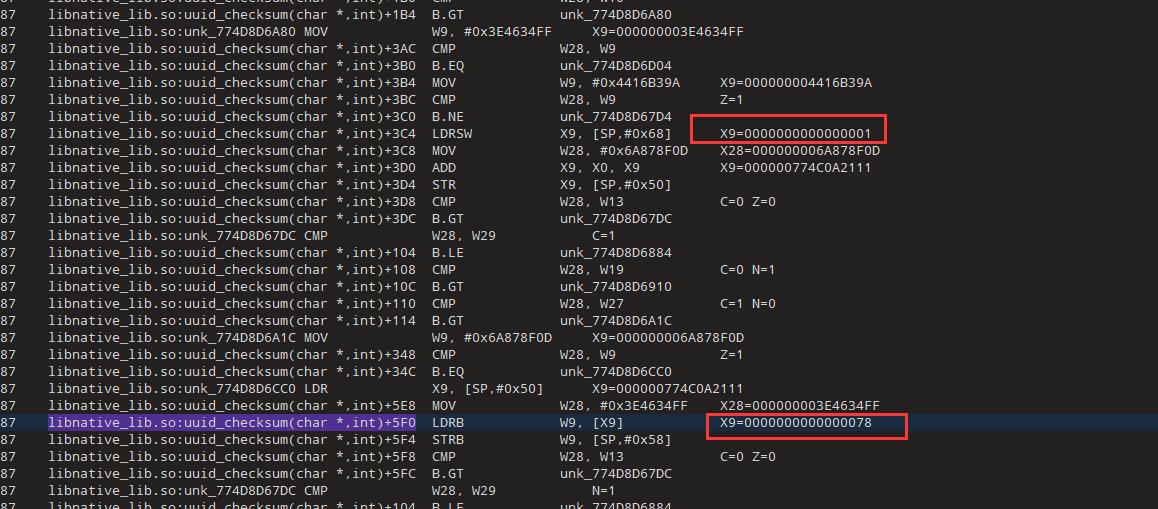 87 libnative_lib.so:uuid_checksum(char *,int)+1B4 B.GT unk_774D8D6A80
87 libnative_lib.so:unk_774D8D6A80 MOV W9, #0x3E4634FF X9=000000003E4634FF
87 libnative_lib.so:uuid_checksum(char *,int)+3AC CMP W28, W9
87 libnative_lib.so:uuid_checksum(char *,int)+3B0 B.EQ unk_774D8D6D04
87 libnative_lib.so:uuid_checksum(char *,int)+3B4 MOV W9, #0x4416B39A X9=000000004416B39A
87 libnative_lib.so:uuid_checksum(char *,int)+3BC CMP W28, W9 Z=1
87 libnative_lib.so:uuid_checksum(char *,int)+3C0 B.NE unk_774D8D67D4
87 libnative_lib.so:uuid_checksum(char *,int)+3C4 LDRSW X9, [SP,#0x68] X9=0000000000000001
87 libnative_lib.so:uuid_checksum(char *,int)+3C8 MOV W28, #0x6A878F0D X28=000000006A878F0D
87 libnative_lib.so:uuid_checksum(char *,int)+3D0 ADD X9, X0, X9 X9=000000774C0A2111
87 libnative_lib.so:uuid_checksum(char *,int)+3D4 STR X9, [SP,#0x50]
87 libnative_lib.so:uuid_checksum(char *,int)+3D8 CMP W28, W13 C=0 Z=0
87 libnative_lib.so:uuid_checksum(char *,int)+3DC B.GT unk_774D8D67DC
87 libnative_lib.so:unk_774D8D67DC CMP W28, W29 C=1
87 libnative_lib.so:uuid_checksum(char *,int)+104 B.LE unk_774D8D6884
87 libnative_lib.so:uuid_checksum(char *,int)+108 CMP W28, W19 C=0 N=1
87 libnative_lib.so:uuid_checksum(char *,int)+10C B.GT unk_774D8D6910
87 libnative_lib.so:uuid_checksum(char *,int)+110 CMP W28, W27 C=1 N=0
87 libnative_lib.so:uuid_checksum(char *,int)+114 B.GT unk_774D8D6A1C
87 libnative_lib.so:unk_774D8D6A1C MOV W9, #0x6A878F0D X9=000000006A878F0D
87 libnative_lib.so:uuid_checksum(char *,int)+348 CMP W28, W9 Z=1
87 libnative_lib.so:uuid_checksum(char *,int)+34C B.EQ unk_774D8D6CC0
87 libnative_lib.so:unk_774D8D6CC0 LDR X9, [SP,#0x50] X9=000000774C0A2111
87 libnative_lib.so:uuid_checksum(char *,int)+5E8 MOV W28, #0x3E4634FF X28=000000003E4634FF
87 libnative_lib.so:uuid_checksum(char *,int)+5F0 LDRB W9, [X9] X9=0000000000000078
87 libnative_lib.so:uuid_checksum(char *,int)+5F4 STRB W9, [SP,#0x58]
87 libnative_lib.so:uuid_checksum(char *,int)+5F8 CMP W28, W13 C=0 Z=0
87 libnative_lib.so:uuid_checksum(char *,int)+5FC B.GT unk_774D8D67DC
87 libnative_lib.so:unk_774D8D67DC CMP W28, W29 N=1
87 libnative_lib.so:uuid_checksum(char *,int)+104 B.LE unk_774D8D6884